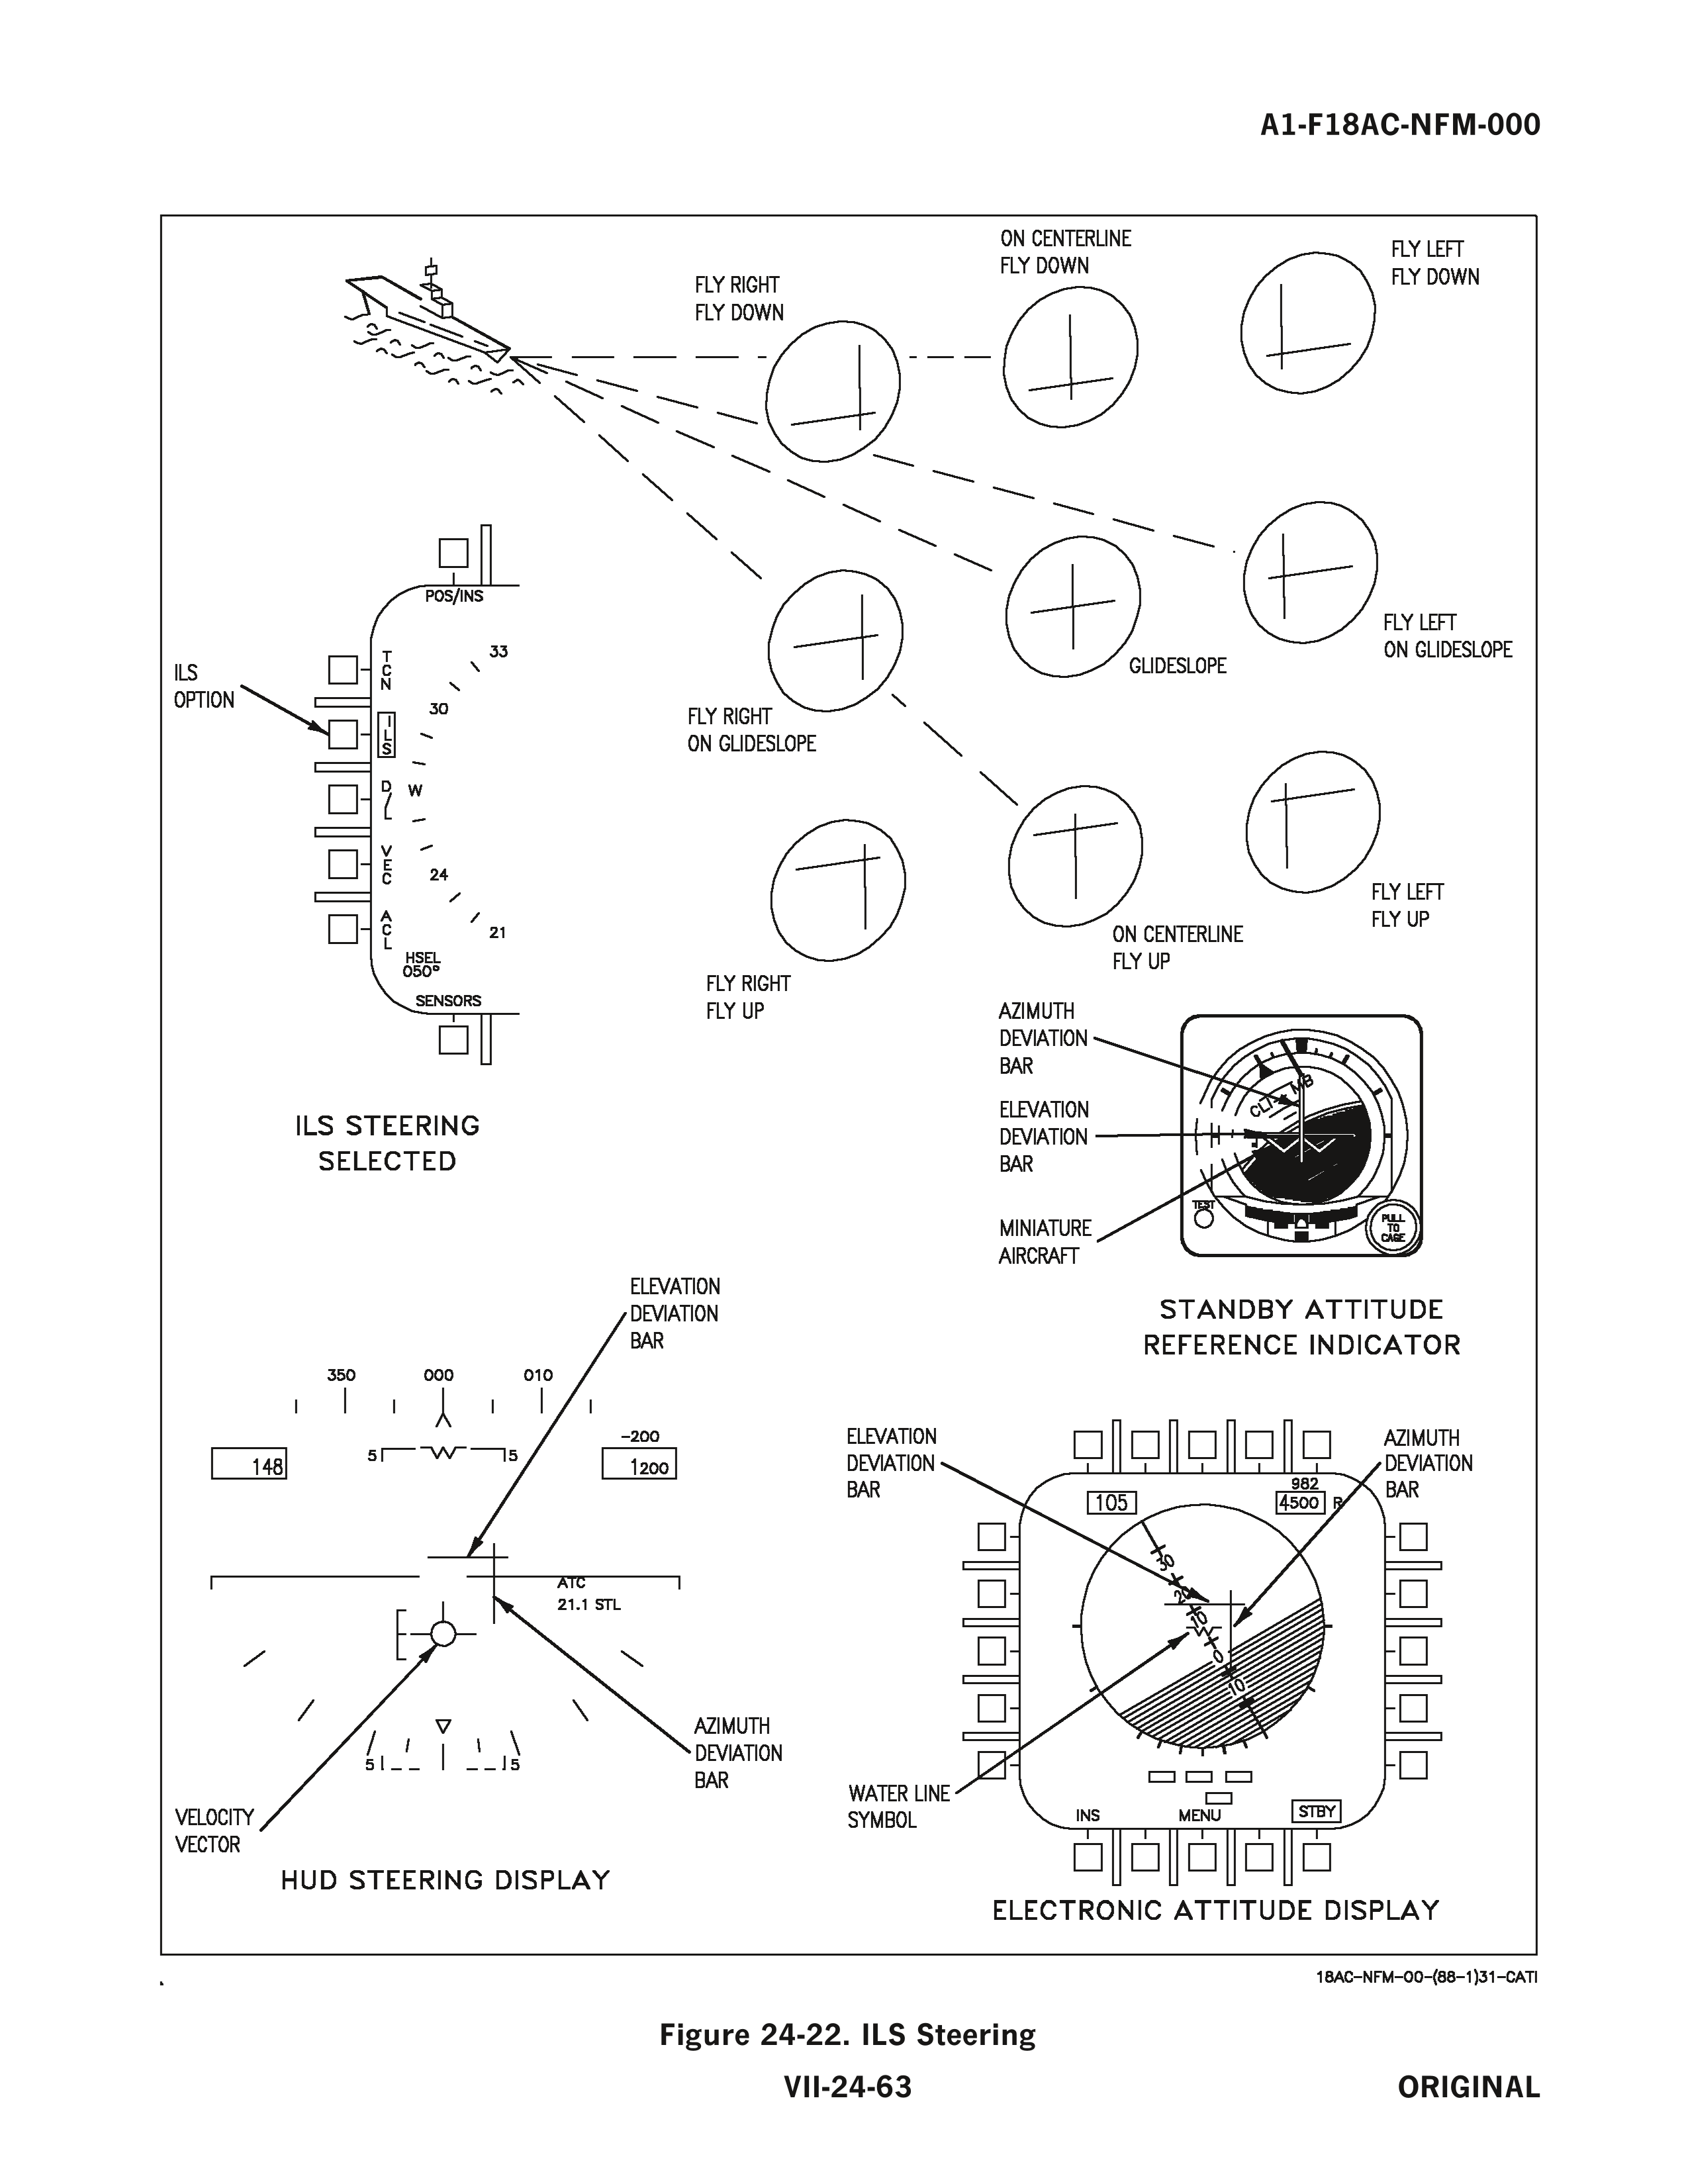 A1-F18AC-NFM-000
ON CENTERLINE
FLY DOWN
FLY LEFT
FLY DOWN
FLY RIGHT
FLY DOWN
POS/INS
TCN
ILS
D/L
VEC
ACL
33
30
W
24
21
HSEL
050°
SENSORS
ILS
OPTION
ILS STEERING
SELECTED
FLY RIGHT
ON GLIDESLOPE
GLIDESLOPE
FLY LEFT
ON GLIDESLOPE
FLY RIGHT
FLY UP
ON CENTERLINE
FLY UP
FLY LEFT
FLY UP
AZIMUTH
DEVIATION
BAR
ELEVATION
DEVIATION
BAR
MINIATURE
AIRCRAFT
CLIMB
TEST
PULL
TO
CAGE
STANDBY ATTITUDE
REFERENCE INDICATOR
ELEVATION
DEVIATION
BAR
350 000 010
148
5 5
-200
1200
ATC
21.1 STL
5 5
AZIMUTH
DEVIATION
BAR
VELOCITY
VECTOR
HUD STEERING DISPLAY
ELEVATION
DEVIATION
BAR
AZIMUTH
DEVIATION
BAR
105
982
4500 R
30
20
10
0
10
WATER LINE
SYMBOL
INS MENU STBY
ELECTRONIC ATTITUDE DISPLAY
18AC-NFM-00-(88-1)31-CATI
Figure 24-22. ILS Steering
VII-24-63
ORIGINAL